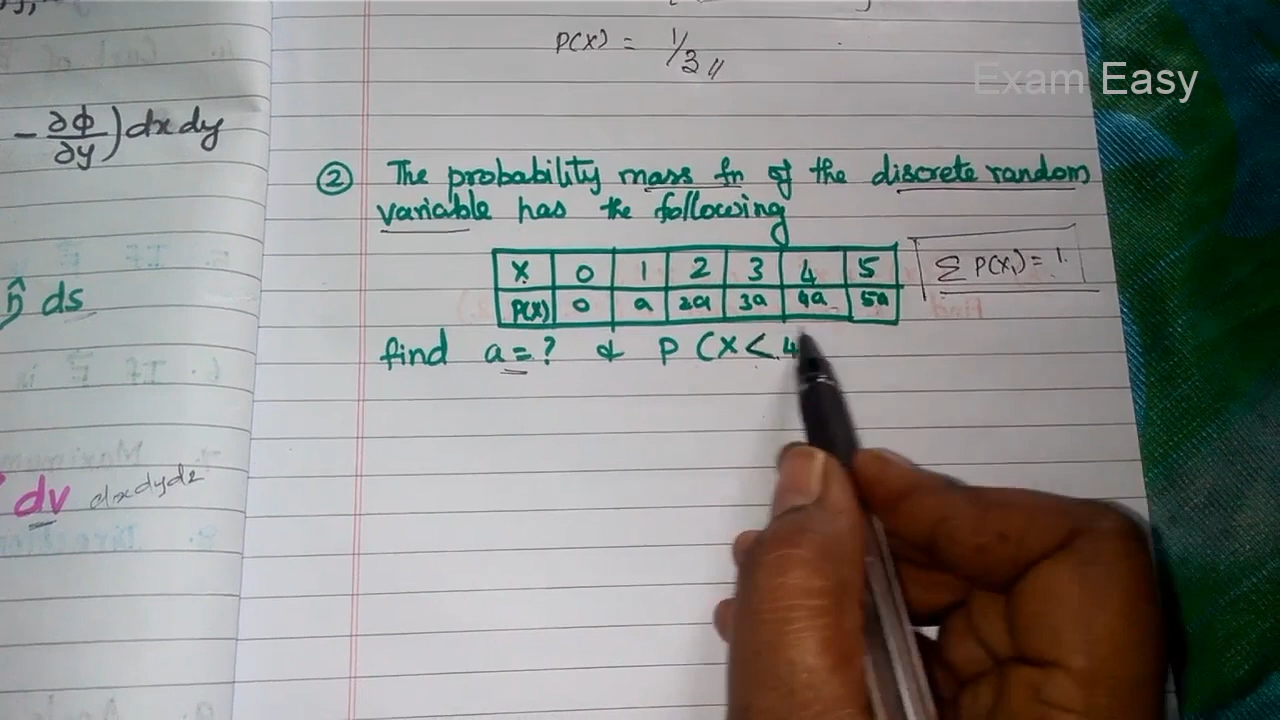 P(X) = 1/3 //
Exam Easy
- ∂ϕ/∂y) dx dy
② The probability mass fn of the discrete random
variable has the following
X 0 1 2 3 4 5
P(X) 0 a 2a 3a 4a 5a
Σ P(Xi) = 1.
find a = ? & P (X < 4
n̂ ds
dv dxdydz